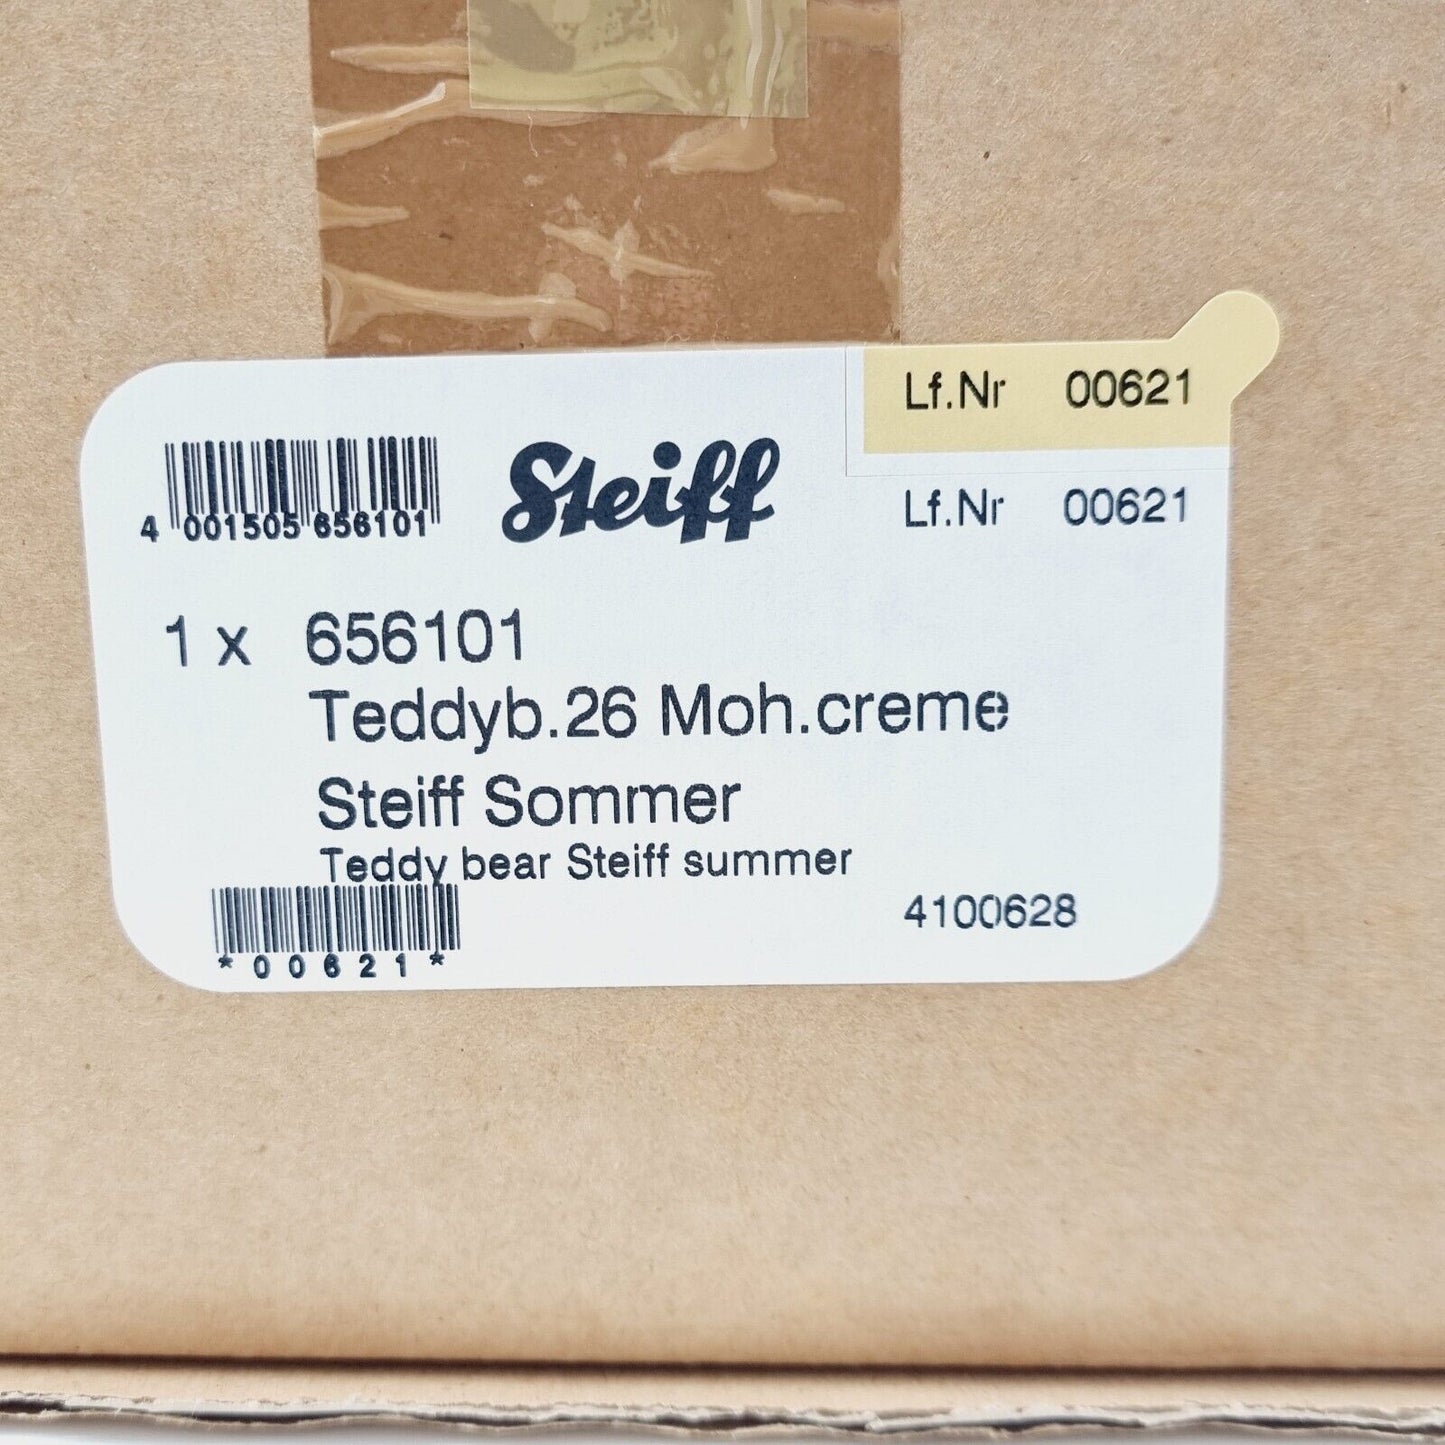 Lf.Nr 00621
4 001505 656101
Steiff
Lf.Nr 00621
1 x 656101
Teddyb.26 Moh.creme
Steiff Sommer
Teddy bear Steiff summer
*00621*
4100628